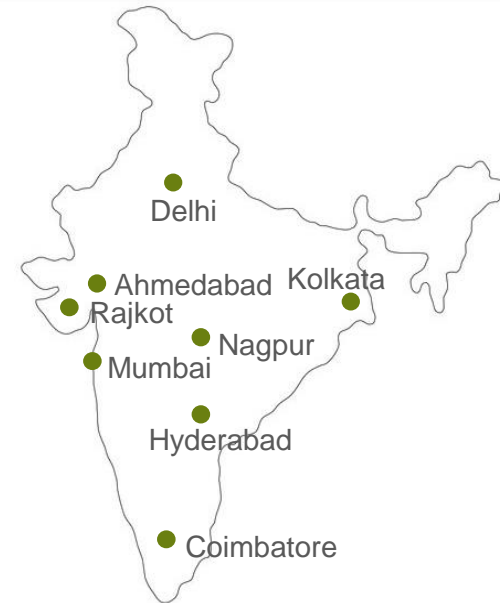 Delhi
Ahmedabad
Kolkata
Rajkot
Nagpur
Mumbai
Hyderabad
Coimbatore